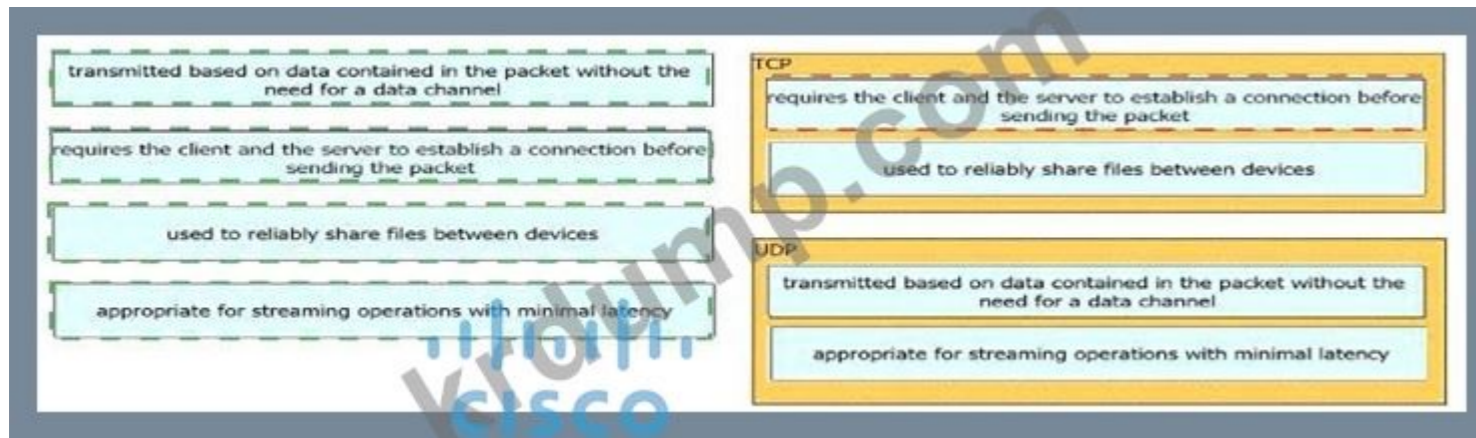 transmitted based on data contained in the packet without the
need for a data channel
requires the client and the server to establish a connection before
sending the packet
used to reliably share files between devices
appropriate for streaming operations with minimal latency
TCP
requires the client and the server to establish a connection before
sending the packet
used to reliably share files between devices
UDP
transmitted based on data contained in the packet without the
need for a data channel
appropriate for streaming operations with minimal latency
krdump.com
CISCO